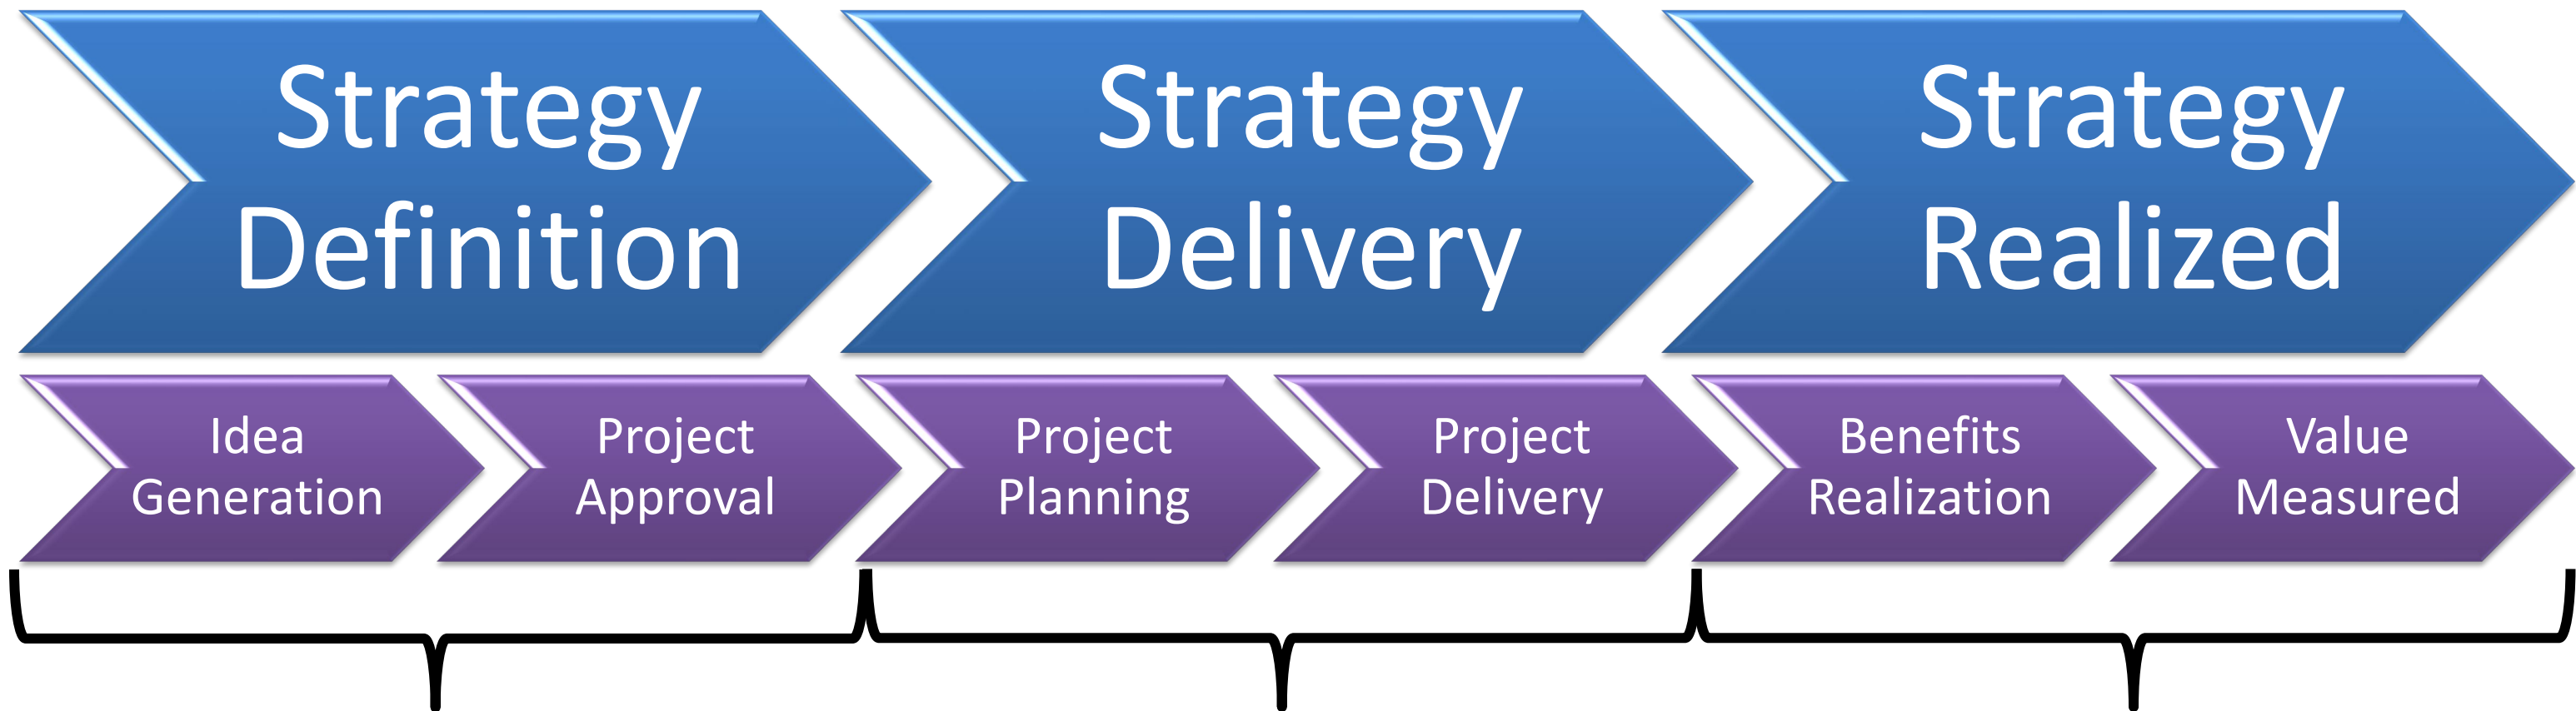 Strategy
Definition
Strategy
Delivery
Strategy
Realized
Idea
Generation
Project
Approval
Project
Planning
Project
Delivery
Benefits
Realization
Value
Measured